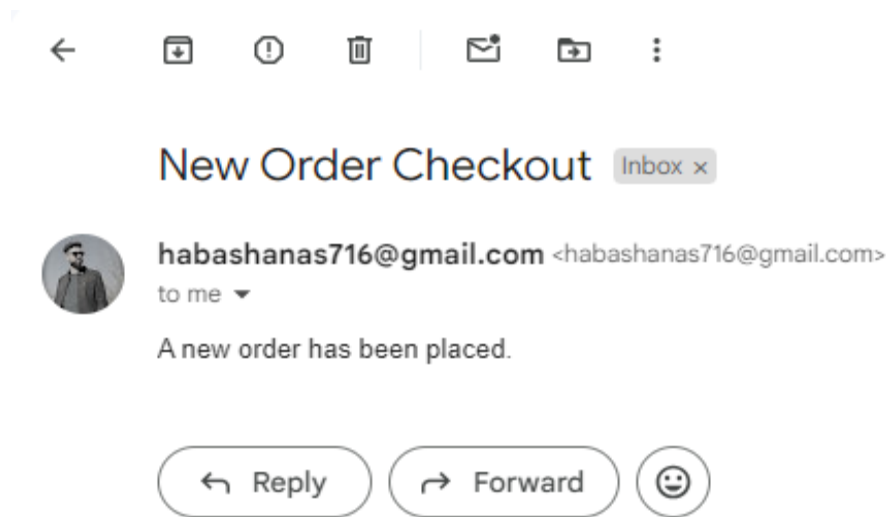 New Order Checkout Inbox ×
habashanas716@gmail.com <habashanas716@gmail.com>
to me
A new order has been placed.
Reply Forward